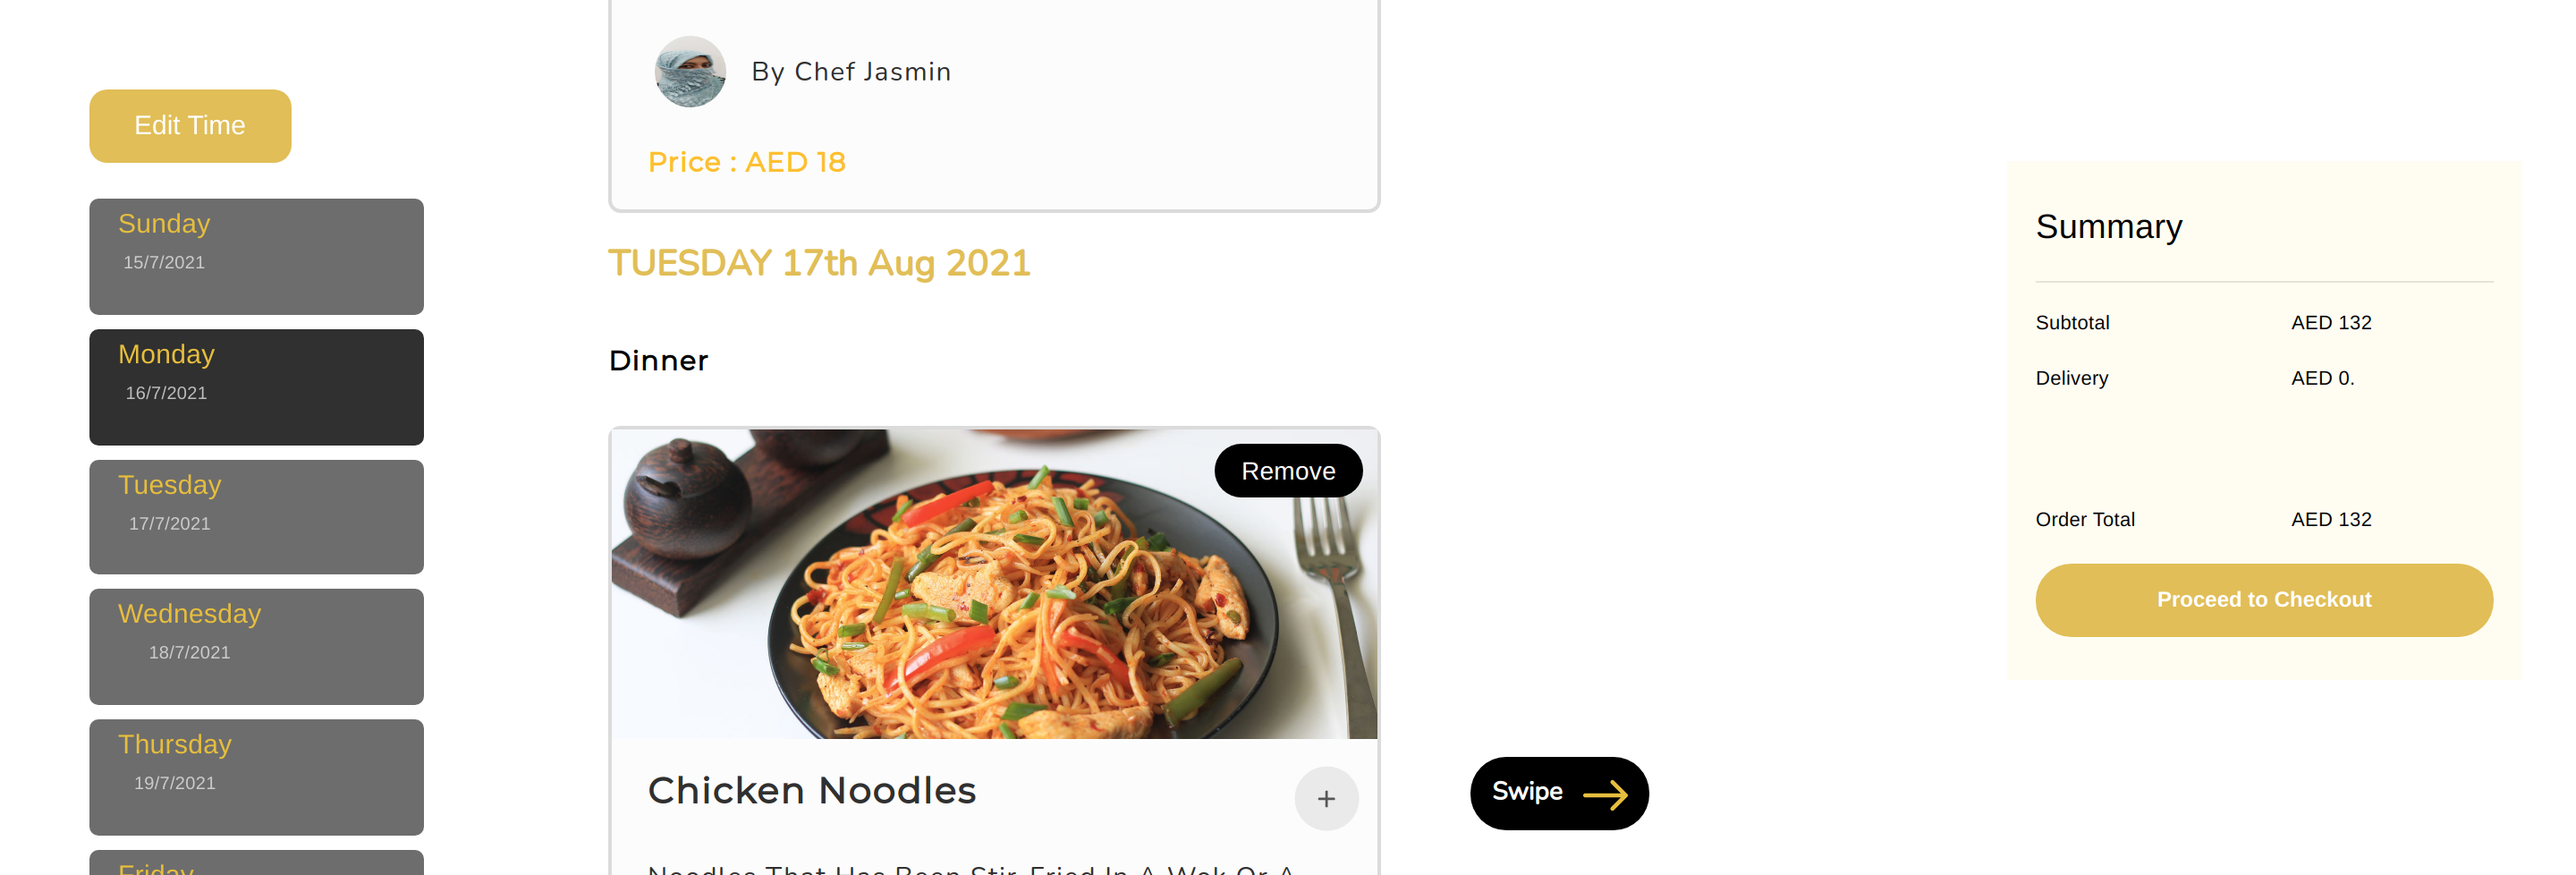 Edit Time
Sunday
15/7/2021
Monday
16/7/2021
Tuesday
17/7/2021
Wednesday
18/7/2021
Thursday
19/7/2021
Friday
By Chef Jasmin
Price : AED 18
TUESDAY 17th Aug 2021
Dinner
Remove
Chicken Noodles
+
Noodles That Has Been Stir-Fried In A Wok Or A
Swipe
Summary
Subtotal AED 132
Delivery AED 0.
Order Total AED 132
Proceed to Checkout